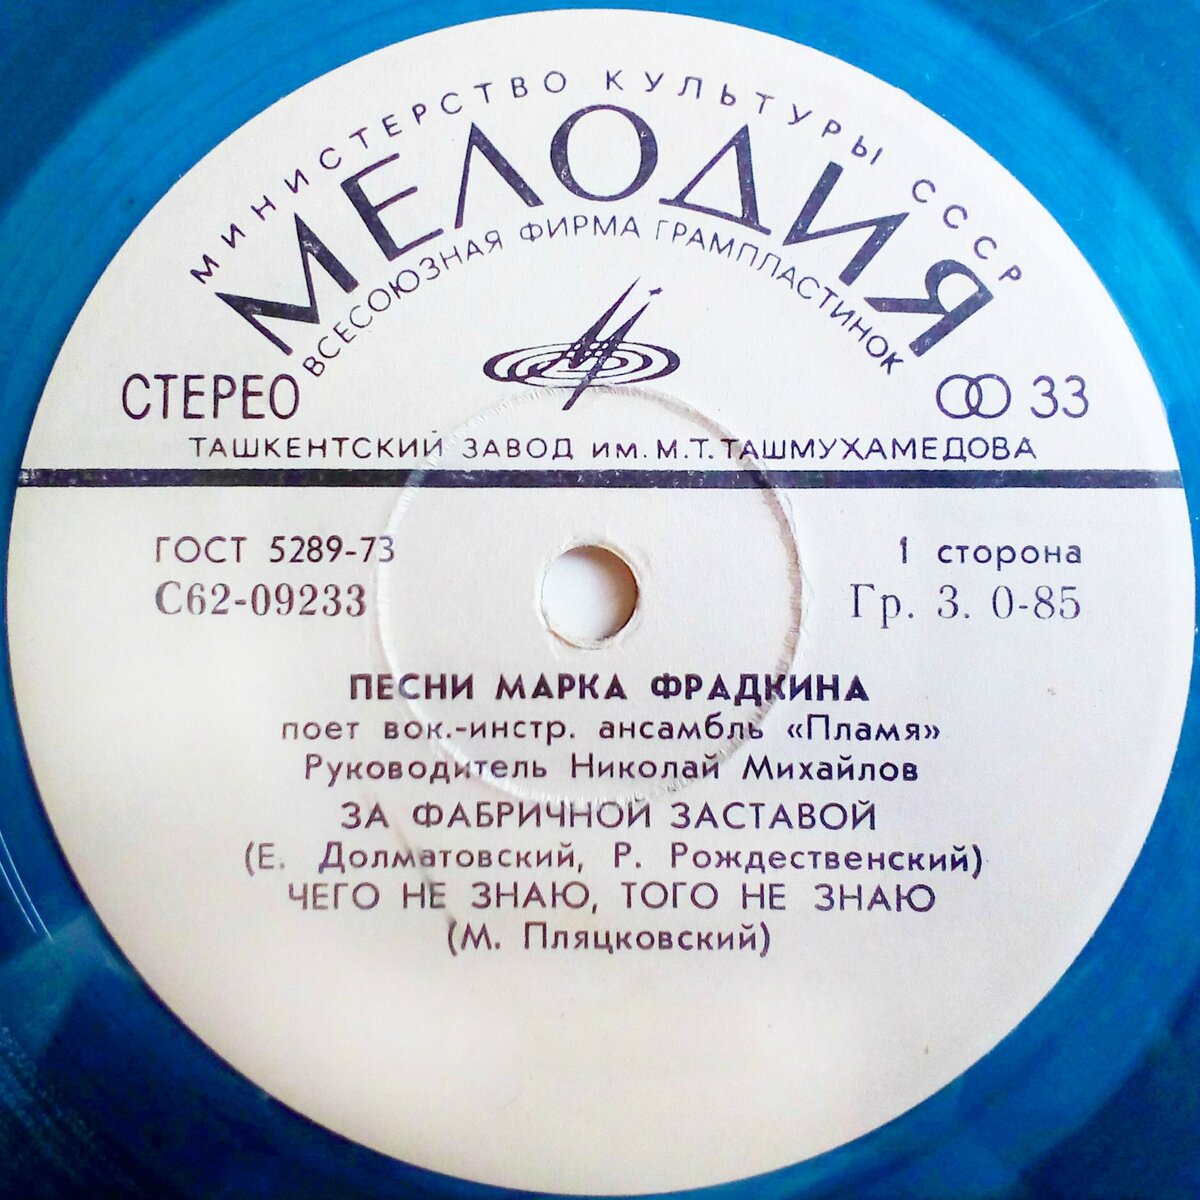 МИНИСТЕРСТВО КУЛЬТУРЫ СССР
МЕЛОДИЯ
ВСЕСОЮЗНАЯ ФИРМА ГРАМПЛАСТИНОК
СТЕРЕО 33
ТАШКЕНТСКИЙ ЗАВОД ИМ. М.Т. ТАШМУХАМЕДОВА
ГОСТ 5289-73 1 сторона
С62-09233 Гр. 3. 0-85
ПЕСНИ МАРКА ФРАДКИНА
поет вок.-инстр. ансамбль «Пламя»
Руководитель Николай Михайлов
ЗА ФАБРИЧНОЙ ЗАСТАВОЙ
(Е. Долматовский, Р. Рождественский)
ЧЕГО НЕ ЗНАЮ, ТОГО НЕ ЗНАЮ
(М. Пляцковский)